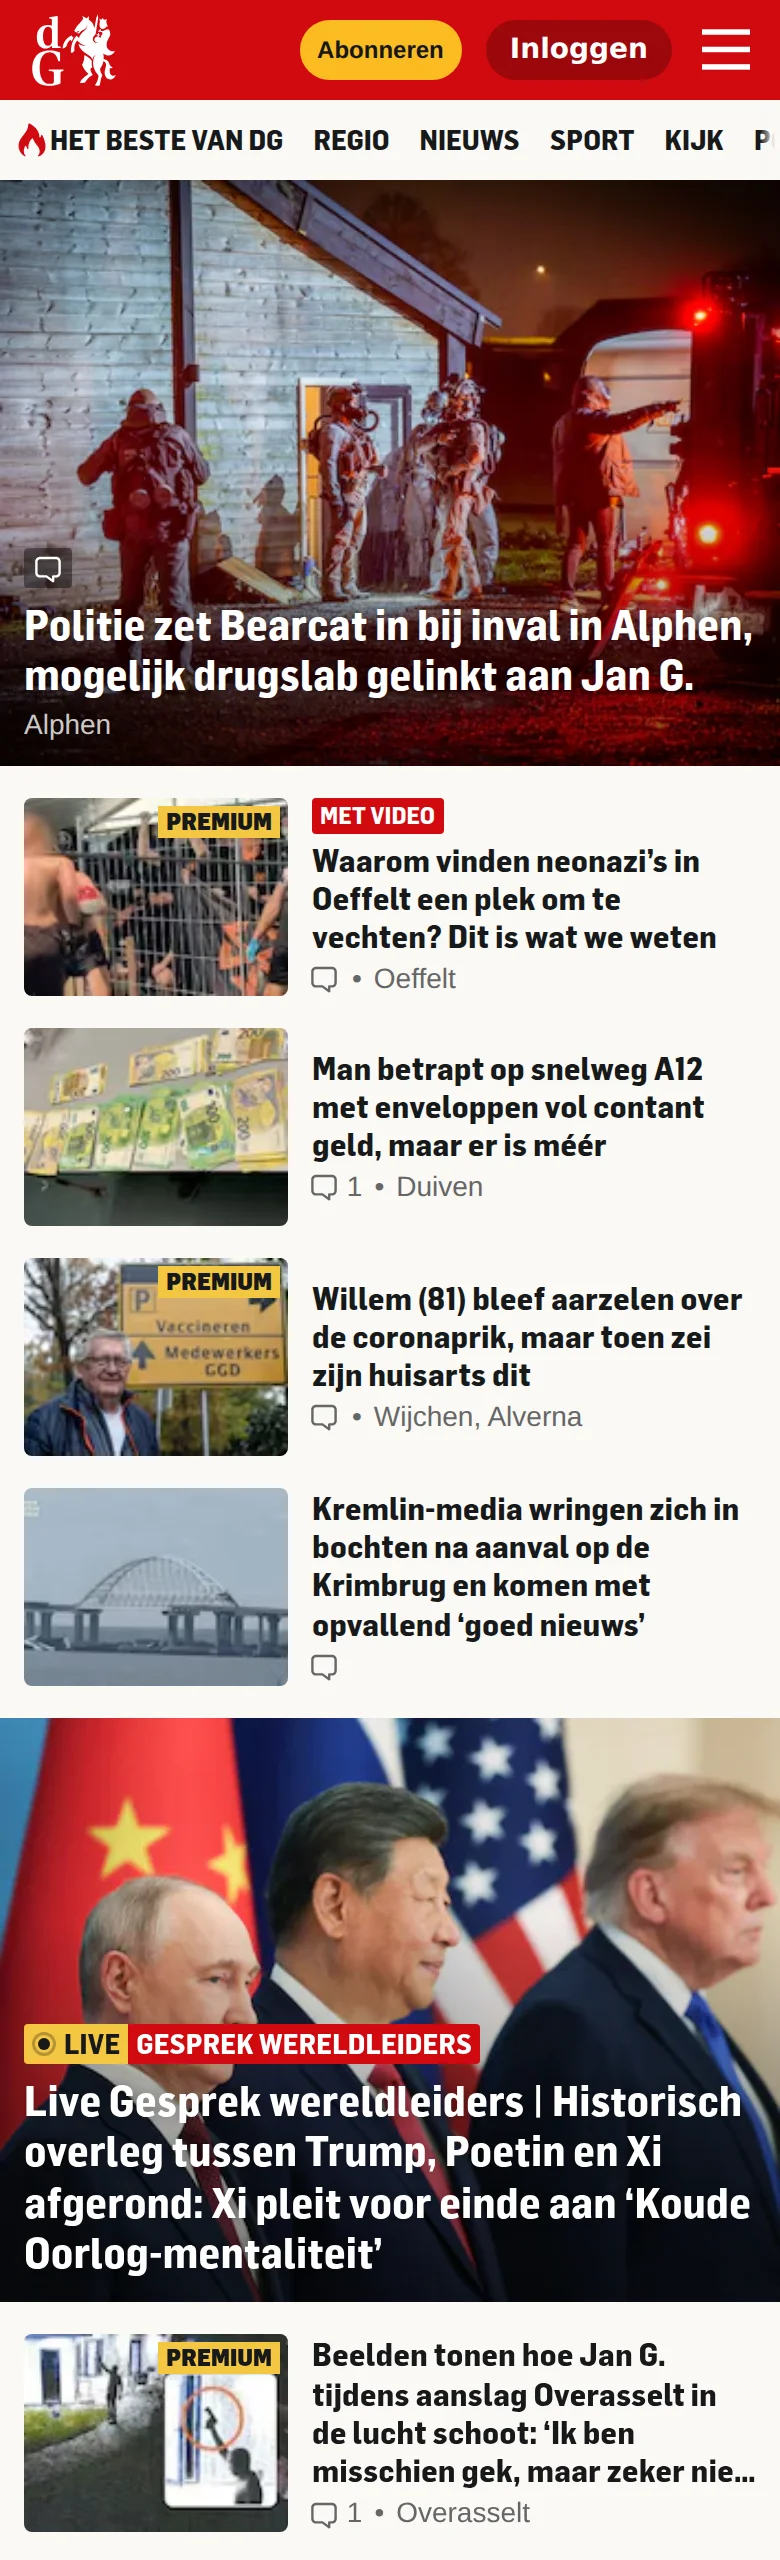 dG
Abonneren
Inloggen
HET BESTE VAN DG
REGIO
NIEUWS
SPORT
KIJK
Politie zet Bearcat in bij inval in Alphen,
mogelijk drugslab gelinkt aan Jan G.
Alphen
PREMIUM
MET VIDEO
Waarom vinden neonazi’s in
Oeffelt een plek om te
vechten? Dit is wat we weten
• Oeffelt
Man betrapt op snelweg A12
met enveloppen vol contant
geld, maar er is méér
1 • Duiven
PREMIUM
P
Vaccineren
Medewerkers
GGD
Willem (81) bleef aarzelen over
de coronaprik, maar toen zei
zijn huisarts dit
• Wijchen, Alverna
Kremlin-media wringen zich in
bochten na aanval op de
Krimbrug en komen met
opvallend ‘goed nieuws’
LIVE GESPREK WERELDLEIDERS
Live Gesprek wereldleiders | Historisch
overleg tussen Trump, Poetin en Xi
afgerond: Xi pleit voor einde aan ‘Koude
Oorlog-mentaliteit’
PREMIUM
Beelden tonen hoe Jan G.
tijdens aanslag Overasselt in
de lucht schoot: ‘Ik ben
misschien gek, maar zeker nie...
1 • Overasselt